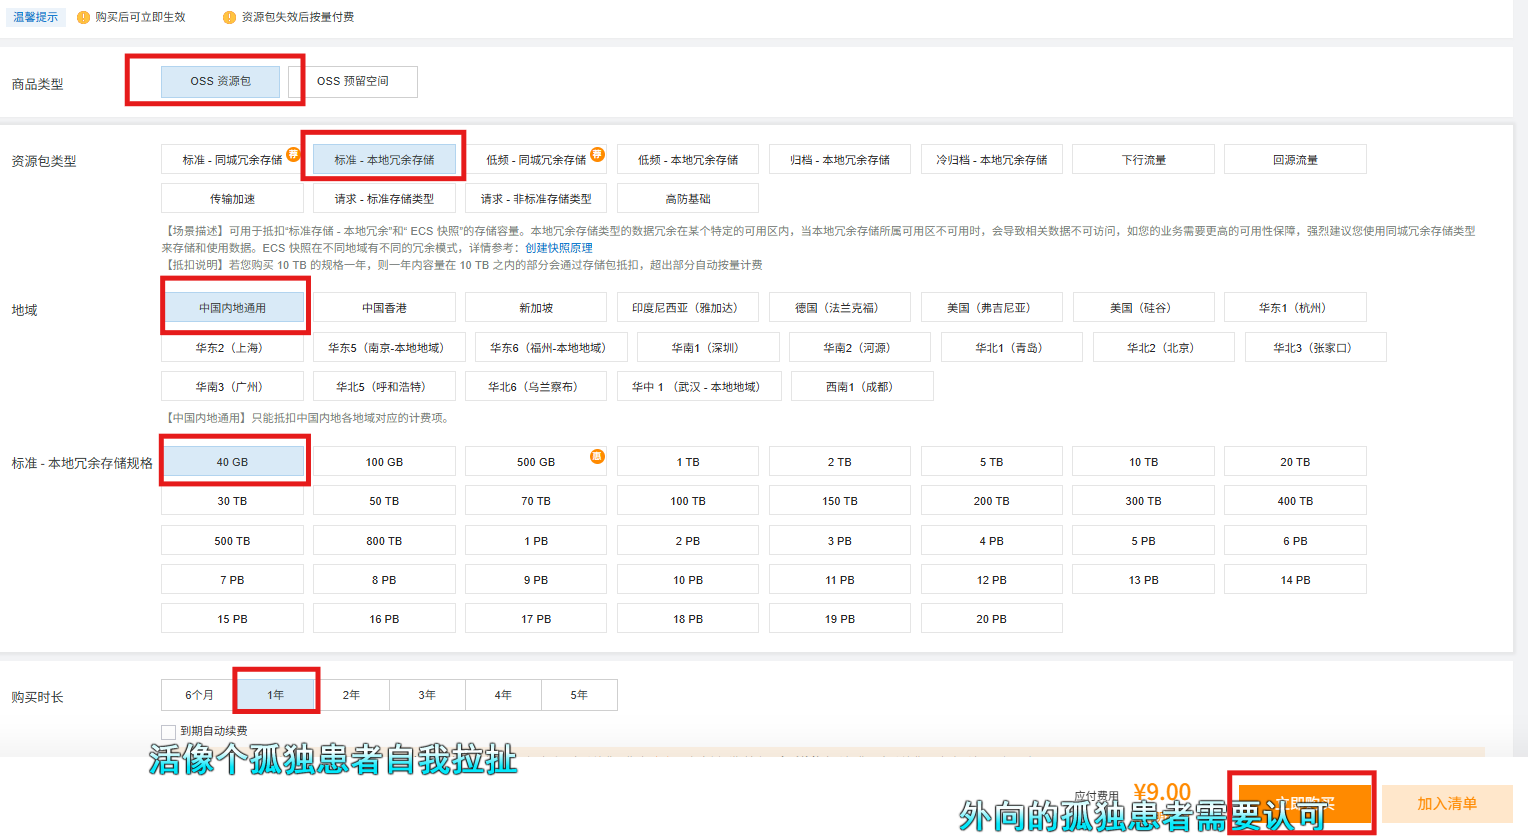 温馨提示 购买后可立即生效 资源包失效后按量付费
商品类型 OSS 资源包 OSS 预留空间
资源包类型 标准 - 同城冗余存储 荐 标准 - 本地冗余存储 低频 - 同城冗余存储 荐 低频 - 本地冗余存储 归档 - 本地冗余存储 冷归档 - 本地冗余存储 下行流量 回源流量
传输加速 请求 - 标准存储类型 请求 - 非标准存储类型 高防基础
【场景描述】可用于抵扣“标准存储 - 本地冗余”和“ ECS 快照”的存储容量。本地冗余存储类型的数据冗余在某个特定的可用区内，当本地冗余存储所属可用区不可用时，会导致相关数据不可访问，如您的业务需要更高的可用性保障，强烈建议您使用同城冗余存储类型
来存储和使用数据。ECS 快照在不同地域有不同的冗余模式，详情参考：创建快照原理
【抵扣说明】若您购买 10 TB 的规格一年，则一年内容量在 10 TB 之内的部分会通过存储包抵扣，超出部分自动按量计费
地域 中国内地通用 中国香港 新加坡 印度尼西亚（雅加达） 德国（法兰克福） 美国（弗吉尼亚） 美国（硅谷） 华东1（杭州）
华东2（上海） 华东5（南京-本地地域） 华东6（福州-本地地域） 华南1（深圳） 华南2（河源） 华北1（青岛） 华北2（北京） 华北3（张家口）
华南3（广州） 华北5（呼和浩特） 华北6（乌兰察布） 华中 1 （武汉 - 本地地域） 西南1（成都）
【中国内地通用】只能抵扣中国内地各地域对应的计费项。
标准 - 本地冗余存储规格 40 GB 100 GB 500 GB 惠 1 TB 2 TB 5 TB 10 TB 20 TB
30 TB 50 TB 70 TB 100 TB 150 TB 200 TB 300 TB 400 TB
500 TB 800 TB 1 PB 2 PB 3 PB 4 PB 5 PB 6 PB
7 PB 8 PB 9 PB 10 PB 11 PB 12 PB 13 PB 14 PB
15 PB 16 PB 17 PB 18 PB 19 PB 20 PB
购买时长 6个月 1年 2年 3年 4年 5年
到期自动续费
活像个孤独患者自我拉扯
应付费用 ¥9.00 立即购买 加入清单
外向的孤独患者需要认可